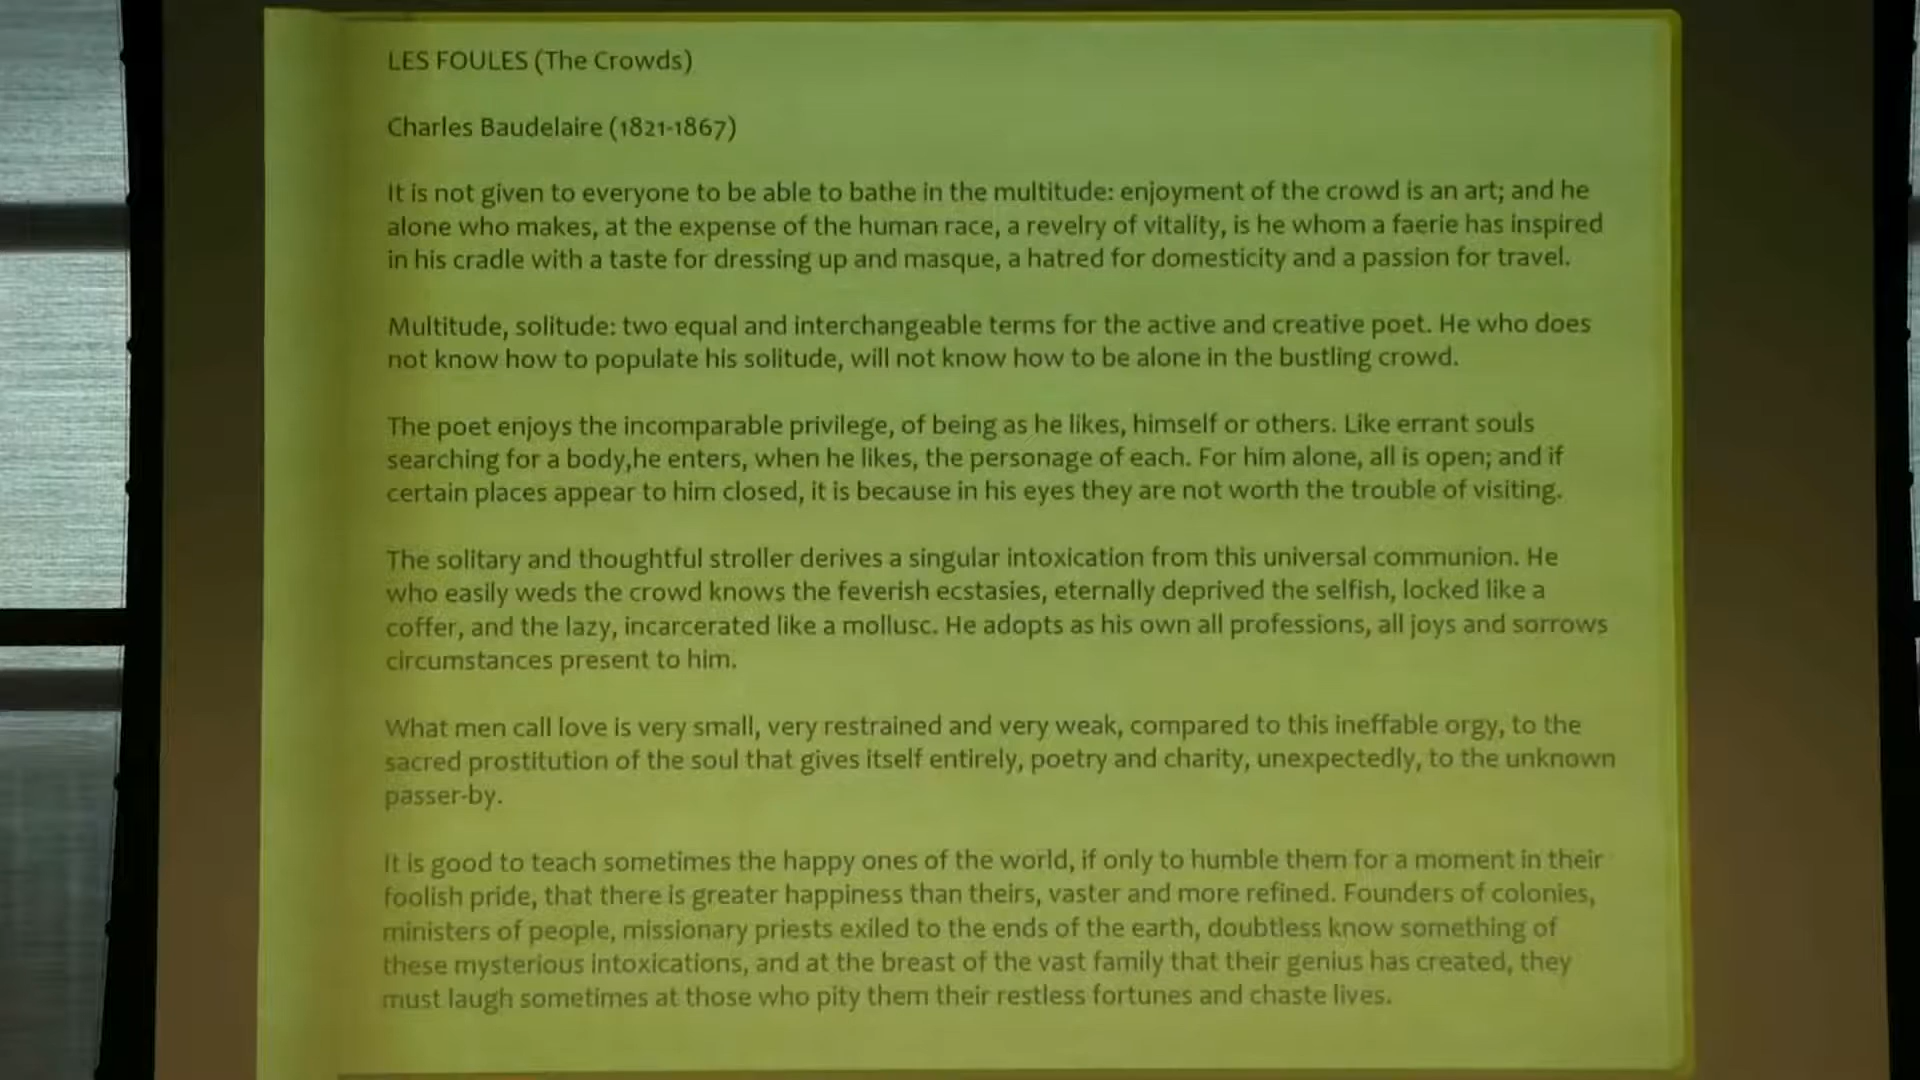 LES FOULES (The Crowds)
Charles Baudelaire (1821-1867)
It is not given to everyone to be able to bathe in the multitude: enjoyment of the crowd is an art; and he
alone who makes, at the expense of the human race, a revelry of vitality, is he whom a faerie has inspired
in his cradle with a taste for dressing up and masque, a hatred for domesticity and a passion for travel.
Multitude, solitude: two equal and interchangeable terms for the active and creative poet. He who does
not know how to populate his solitude, will not know how to be alone in the bustling crowd.
The poet enjoys the incomparable privilege, of being as he likes, himself or others. Like errant souls
searching for a body,he enters, when he likes, the personage of each. For him alone, all is open; and if
certain places appear to him closed, it is because in his eyes they are not worth the trouble of visiting.
The solitary and thoughtful stroller derives a singular intoxication from this universal communion. He
who easily weds the crowd knows the feverish ecstasies, eternally deprived the selfish, locked like a
coffer, and the lazy, incarcerated like a mollusc. He adopts as his own all professions, all joys and sorrows
circumstances present to him.
What men call love is very small, very restrained and very weak, compared to this ineffable orgy, to the
sacred prostitution of the soul that gives itself entirely, poetry and charity, unexpectedly, to the unknown
passer-by.
It is good to teach sometimes the happy ones of the world, if only to humble them for a moment in their
foolish pride, that there is greater happiness than theirs, vaster and more refined. Founders of colonies,
ministers of people, missionary priests exiled to the ends of the earth, doubtless know something of
these mysterious intoxications, and at the breast of the vast family that their genius has created, they
must laugh sometimes at those who pity them their restless fortunes and chaste lives.